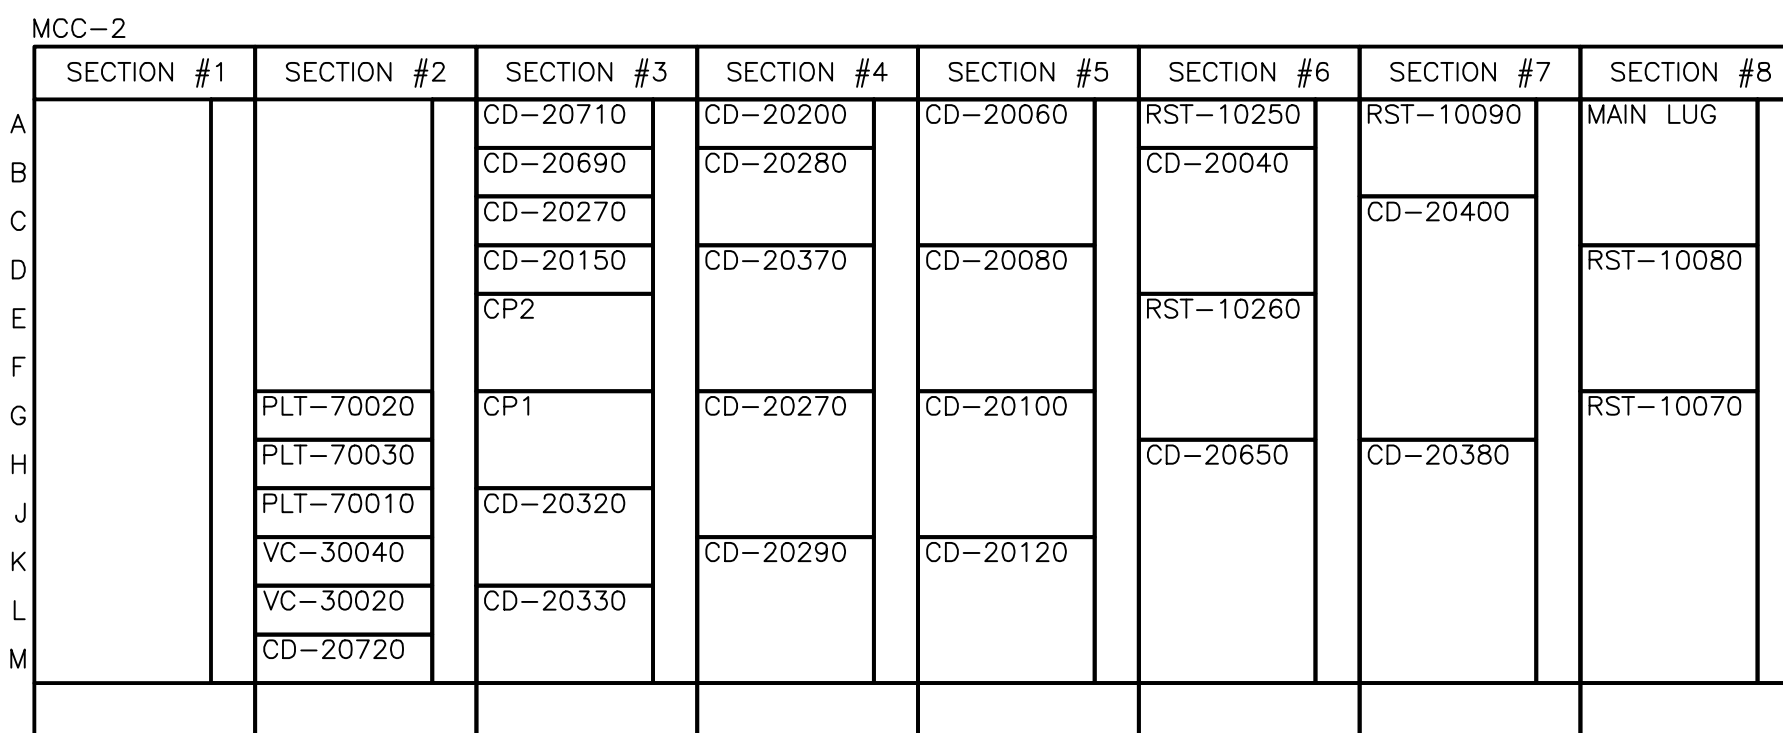 MCC-2
SECTION #1 SECTION #2 SECTION #3 SECTION #4 SECTION #5 SECTION #6 SECTION #7 SECTION #8
A CD-20710 CD-20200 CD-20060 RST-10250 RST-10090 MAIN LUG
B CD-20690 CD-20280 CD-20040
C CD-20270 CD-20400
D CD-20150 CD-20370 CD-20080 RST-10080
E CP2 RST-10260
F
G PLT-70020 CP1 CD-20270 CD-20100 RST-10070
H PLT-70030 CD-20650 CD-20380
J PLT-70010 CD-20320
K VC-30040 CD-20290 CD-20120
L VC-30020 CD-20330
M CD-20720